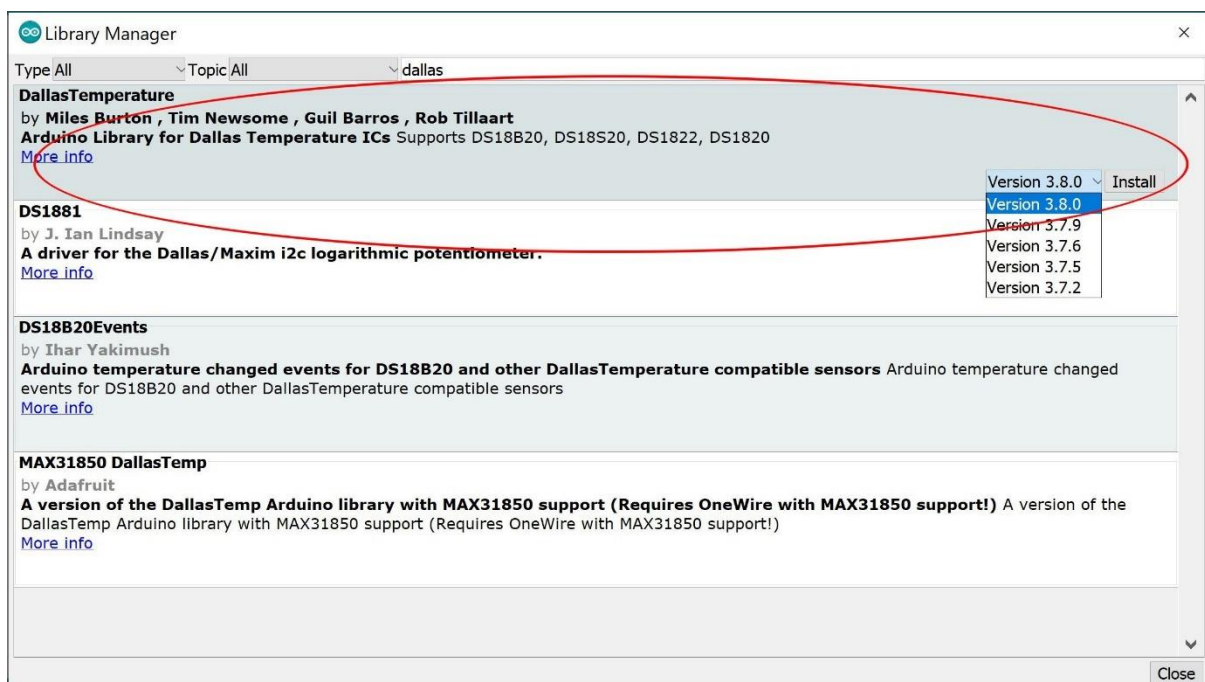 Library Manager
Type All Topic All dallas
DallasTemperature
by Miles Burton , Tim Newsome , Guil Barros , Rob Tillaart
Arduino Library for Dallas Temperature ICs Supports DS18B20, DS18S20, DS1822, DS1820
More info
Version 3.8.0 Install
Version 3.8.0
Version 3.7.9
Version 3.7.6
Version 3.7.5
Version 3.7.2
DS1881
by J. Ian Lindsay
A driver for the Dallas/Maxim i2c logarithmic potentiometer.
More info
DS18B20Events
by Ihar Yakimush
Arduino temperature changed events for DS18B20 and other DallasTemperature compatible sensors Arduino temperature changed
events for DS18B20 and other DallasTemperature compatible sensors
More info
MAX31850 DallasTemp
by Adafruit
A version of the DallasTemp Arduino library with MAX31850 support (Requires OneWire with MAX31850 support!) A version of the
DallasTemp Arduino library with MAX31850 support (Requires OneWire with MAX31850 support!)
More info
Close